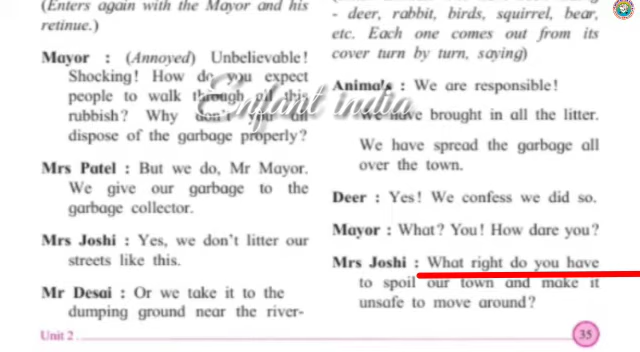 (Enters again with the Mayor and his
retinue.)
Mayor : (Annoyed) Unbelievable!
Shocking! How do you expect
people to walk through all this
rubbish? Why don't you all
dispose of the garbage properly?
Mrs Patel : But we do, Mr Mayor.
We give our garbage to the
garbage collector.
Mrs Joshi : Yes, we don't litter our
streets like this.
Mr Desai : Or we take it to the
dumping ground near the river-
Unit 2
- deer, rabbit, birds, squirrel, bear,
etc. Each one comes out from its
cover turn by turn, saying)
Animals : We are responsible!
We have brought in all the litter.
We have spread the garbage all
over the town.
Deer : Yes! We confess we did so.
Mayor : What? You! How dare you?
Mrs Joshi : What right do you have
to spoil our town and make it
unsafe to move around?
35
Enfant india